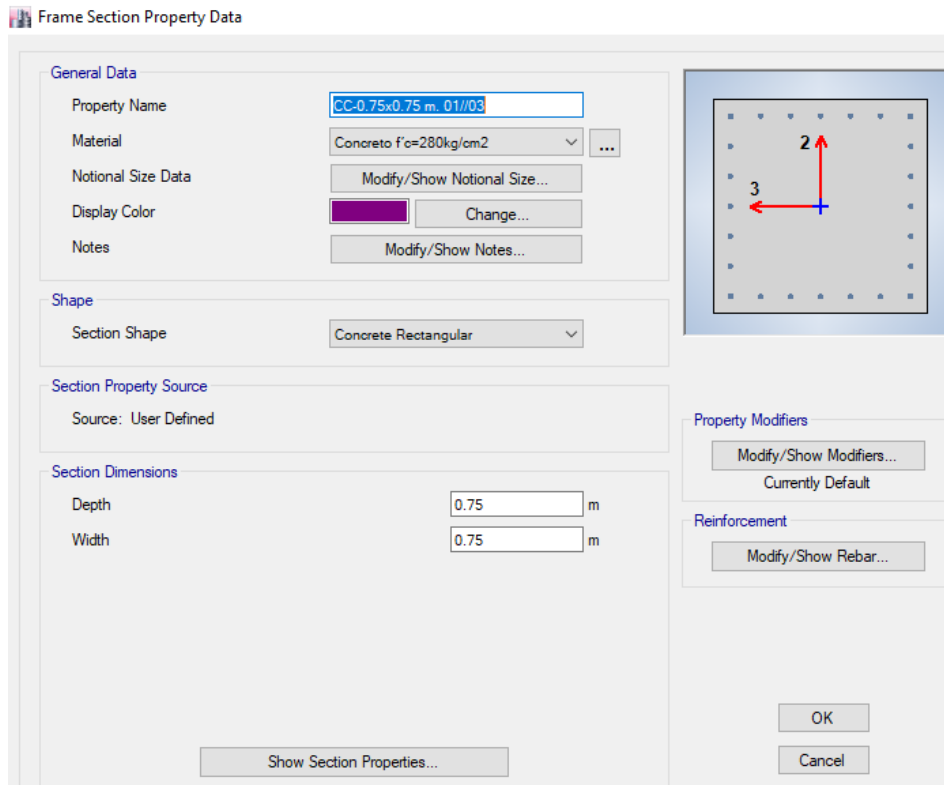 Frame Section Property Data
General Data
Property Name CC-0.75x0.75 m. 01//03
Material Concreto f´c=280kg/cm2 ...
Notional Size Data Modify/Show Notional Size...
Display Color Change...
Notes Modify/Show Notes...
Shape
Section Shape Concrete Rectangular
Section Property Source
Source: User Defined
Section Dimensions
Depth 0.75 m
Width 0.75 m
Show Section Properties...
2
3
Property Modifiers
Modify/Show Modifiers...
Currently Default
Reinforcement
Modify/Show Rebar...
OK
Cancel